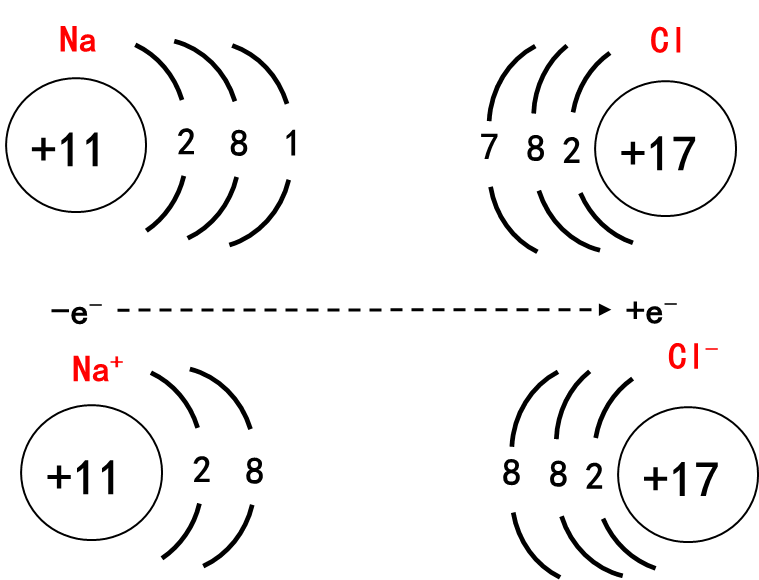 Na Cl
+11 2 8 1 7 8 2 +17
−e⁻ +e⁻
Na⁺ Cl⁻
+11 2 8 8 8 2 +17